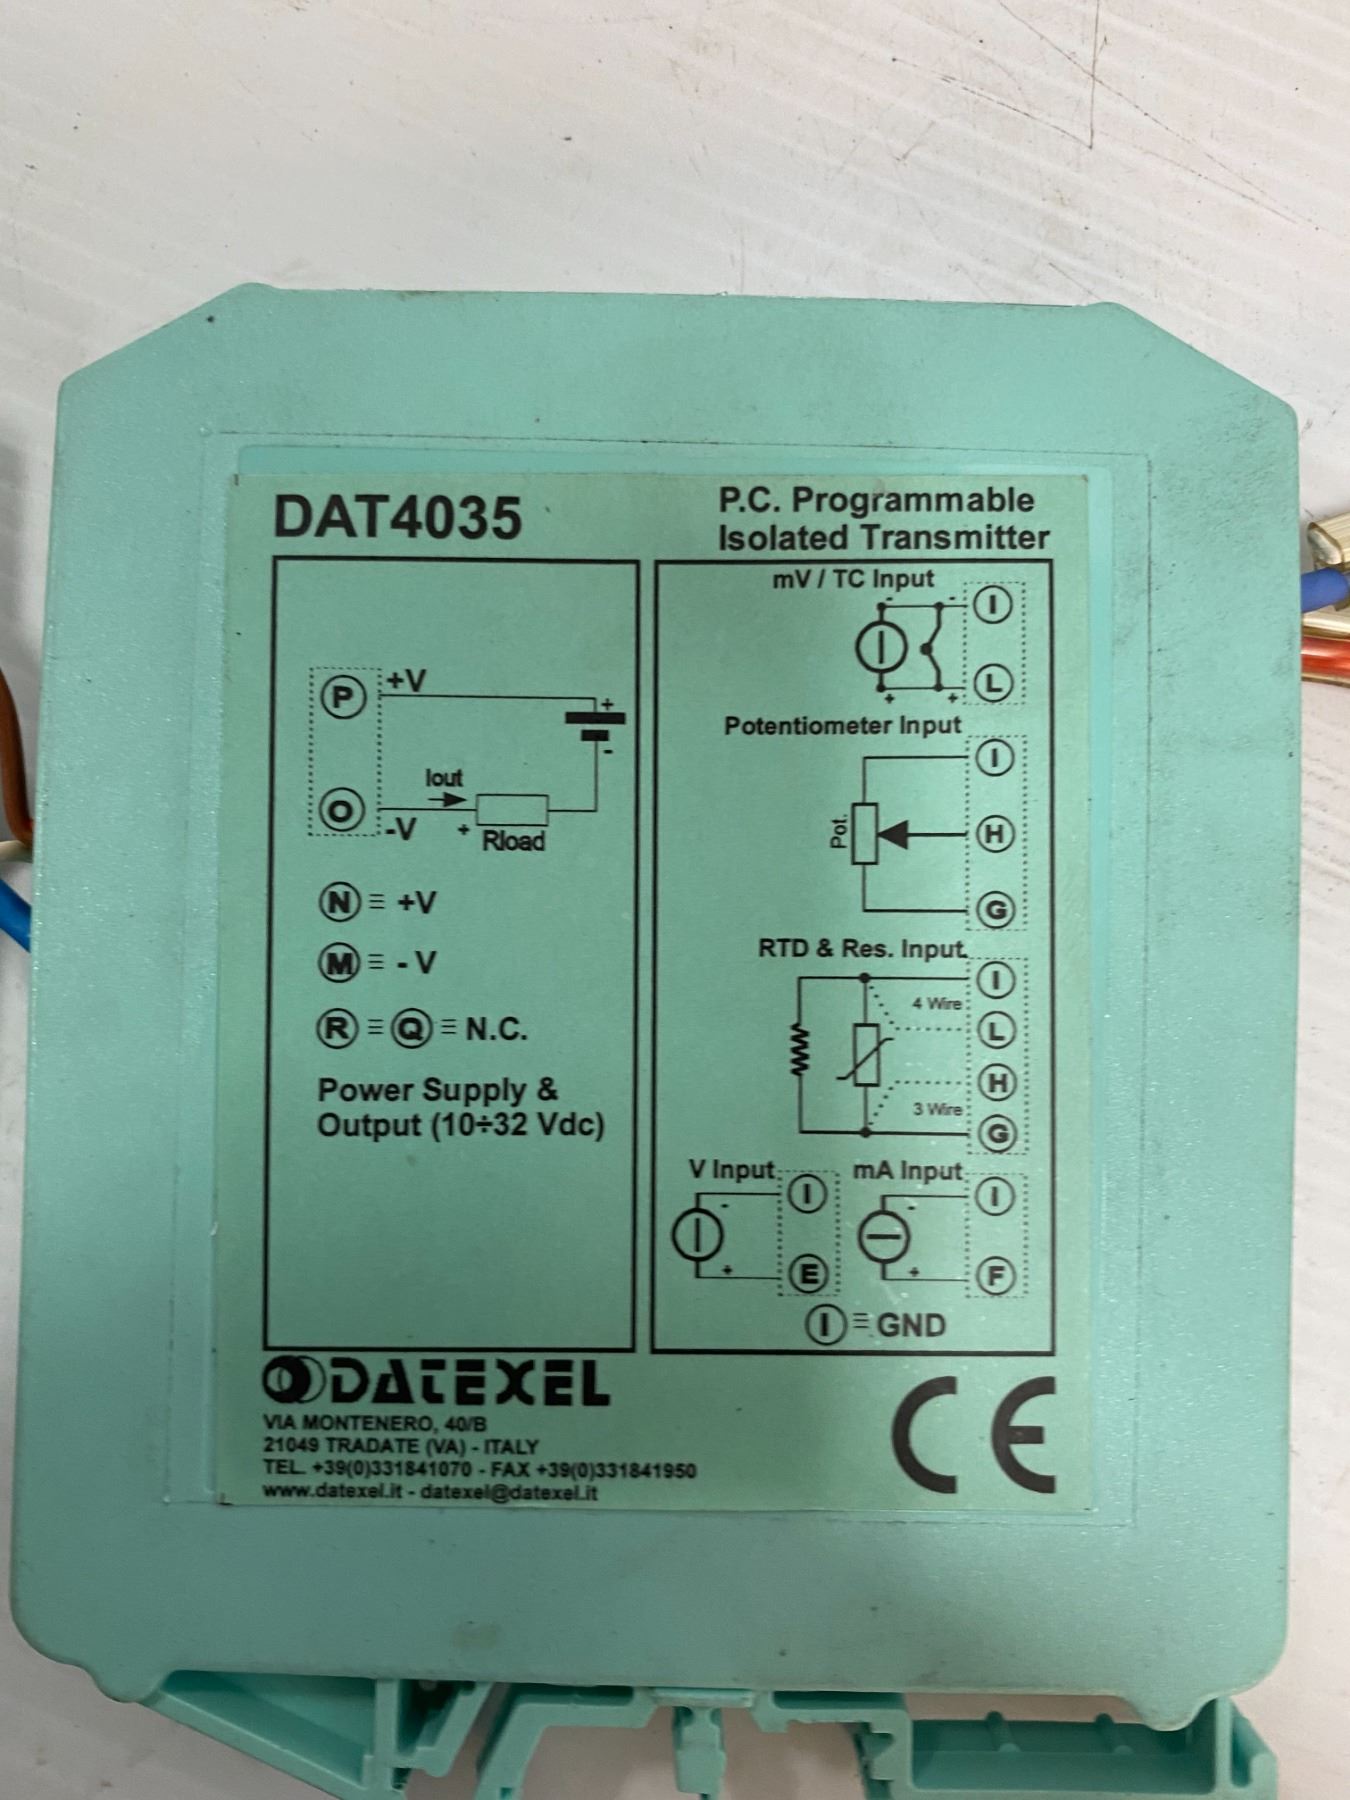 DAT4035
P.C. Programmable
Isolated Transmitter
P +V
+
-
Iout
O -V + Rload
N ≡ +V
M ≡ - V
R ≡ Q ≡ N.C.
Power Supply &
Output (10÷32 Vdc)
mV / TC Input
- - I
+ + L
Potentiometer Input
I
Pot. H
G
RTD & Res. Input
I
4 Wire L
H
3 Wire G
V Input
- I
+ E
mA Input
- I
+ F
I ≡ GND
DATEXEL
VIA MONTENERO, 40/B
21049 TRADATE (VA) - ITALY
TEL. +39(0)331841070 - FAX +39(0)331841950
www.datexel.it - datexel@datexel.it
CE